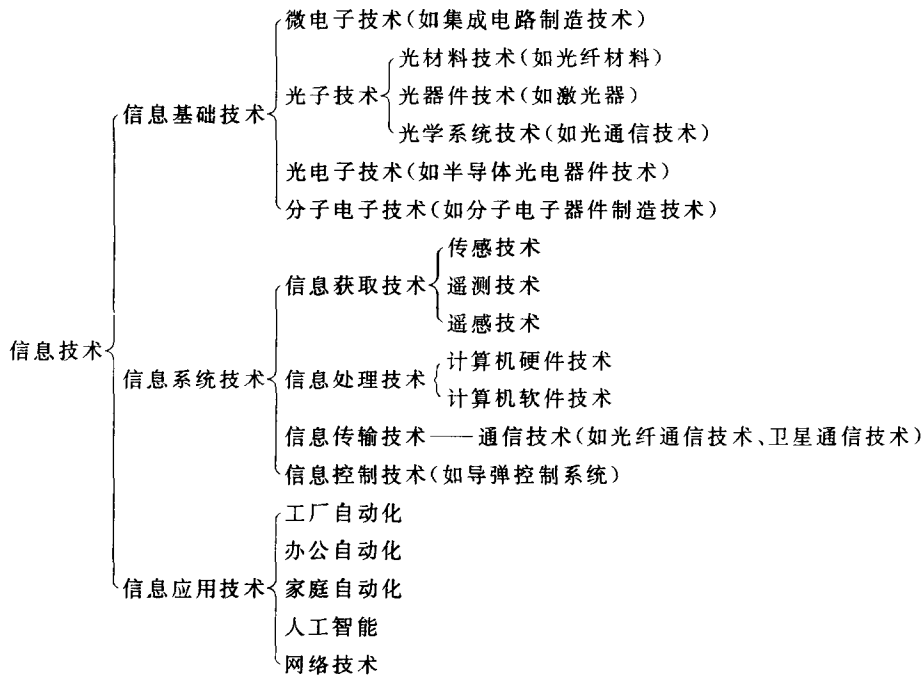 微电子技术(如集成电路制造技术)
光材料技术(如光纤材料)
光子技术
光器件技术(如激光器)
信息基础技术
光学系统技术(如光通信技术)
光电子技术(如半导体光电器件技术)
分子电子技术(如分子电子器件制造技术)
传感技术
信息获取技术
遥测技术
遥感技术
信息技术
计算机硬件技术
信息系统技术
信息处理技术
计算机软件技术
信息传输技术——通信技术(如光纤通信技术、卫星通信技术)
信息控制技术(如导弹控制系统)
工厂自动化
办公自动化
信息应用技术
家庭自动化
人工智能
网络技术